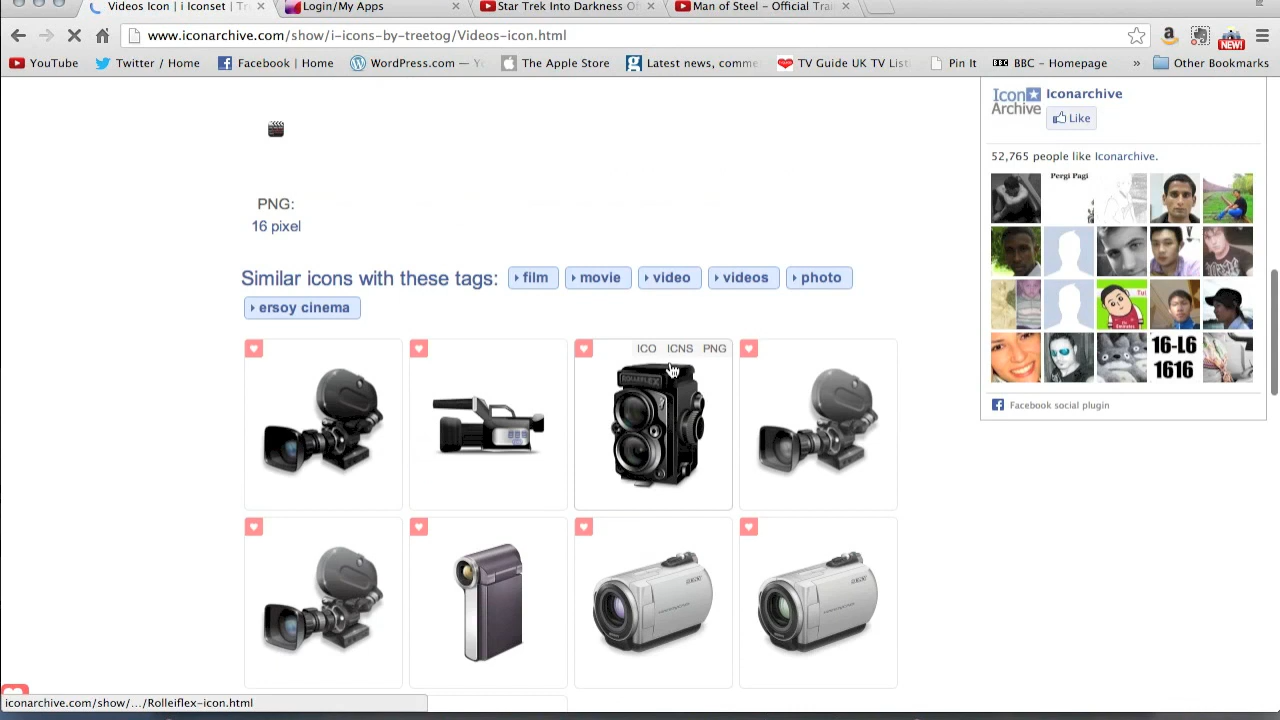 Videos Icon | i Iconset | T
Login/My Apps
Star Trek Into Darkness Of
Man of Steel – Official Tra
www.iconarchive.com/show/i-icons-by-treetog/Videos-icon.html
NEW!
YouTube
Twitter / Home
Facebook | Home
WordPress.com —
The Apple Store
Latest news, comme
TV Guide UK TV List
Pin It
BBC – Homepage
»
Other Bookmarks
Icon
Archive
Iconarchive
Like
52,765 people like Iconarchive.
Pergi Pagi
16-L6
1616
Facebook social plugin
PNG:
16 pixel
Similar icons with these tags:
film
movie
video
videos
photo
ersoy cinema
ICO ICNS PNG
ROLLEIFLEX
iconarchive.com/show/.../Rolleiflex-icon.html